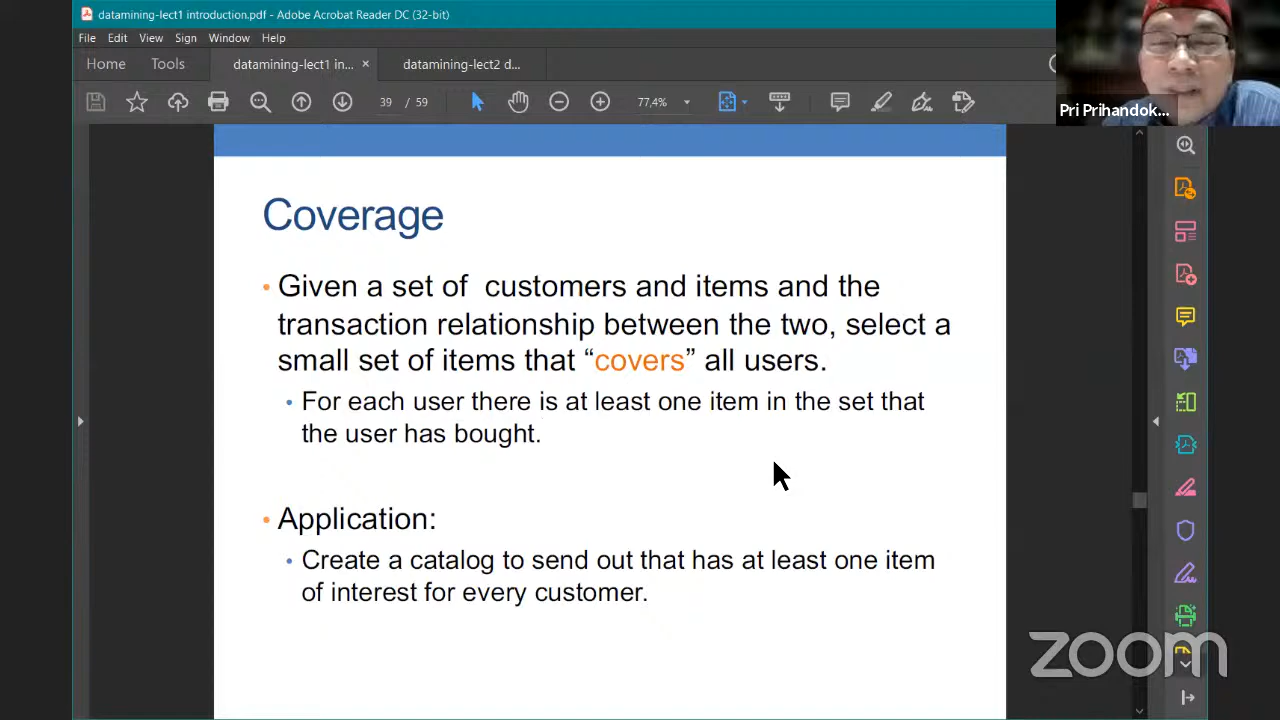 datamining-lect1 introduction.pdf - Adobe Acrobat Reader DC (32-bit)
File Edit View Sign Window Help
Home Tools datamining-lect1 in... × datamining-lect2 d...
39 / 59 77,4%
Pri Prihandok...
Coverage
• Given a set of customers and items and the
transaction relationship between the two, select a
small set of items that “covers” all users.
• For each user there is at least one item in the set that
the user has bought.
• Application:
• Create a catalog to send out that has at least one item
of interest for every customer.
zoom